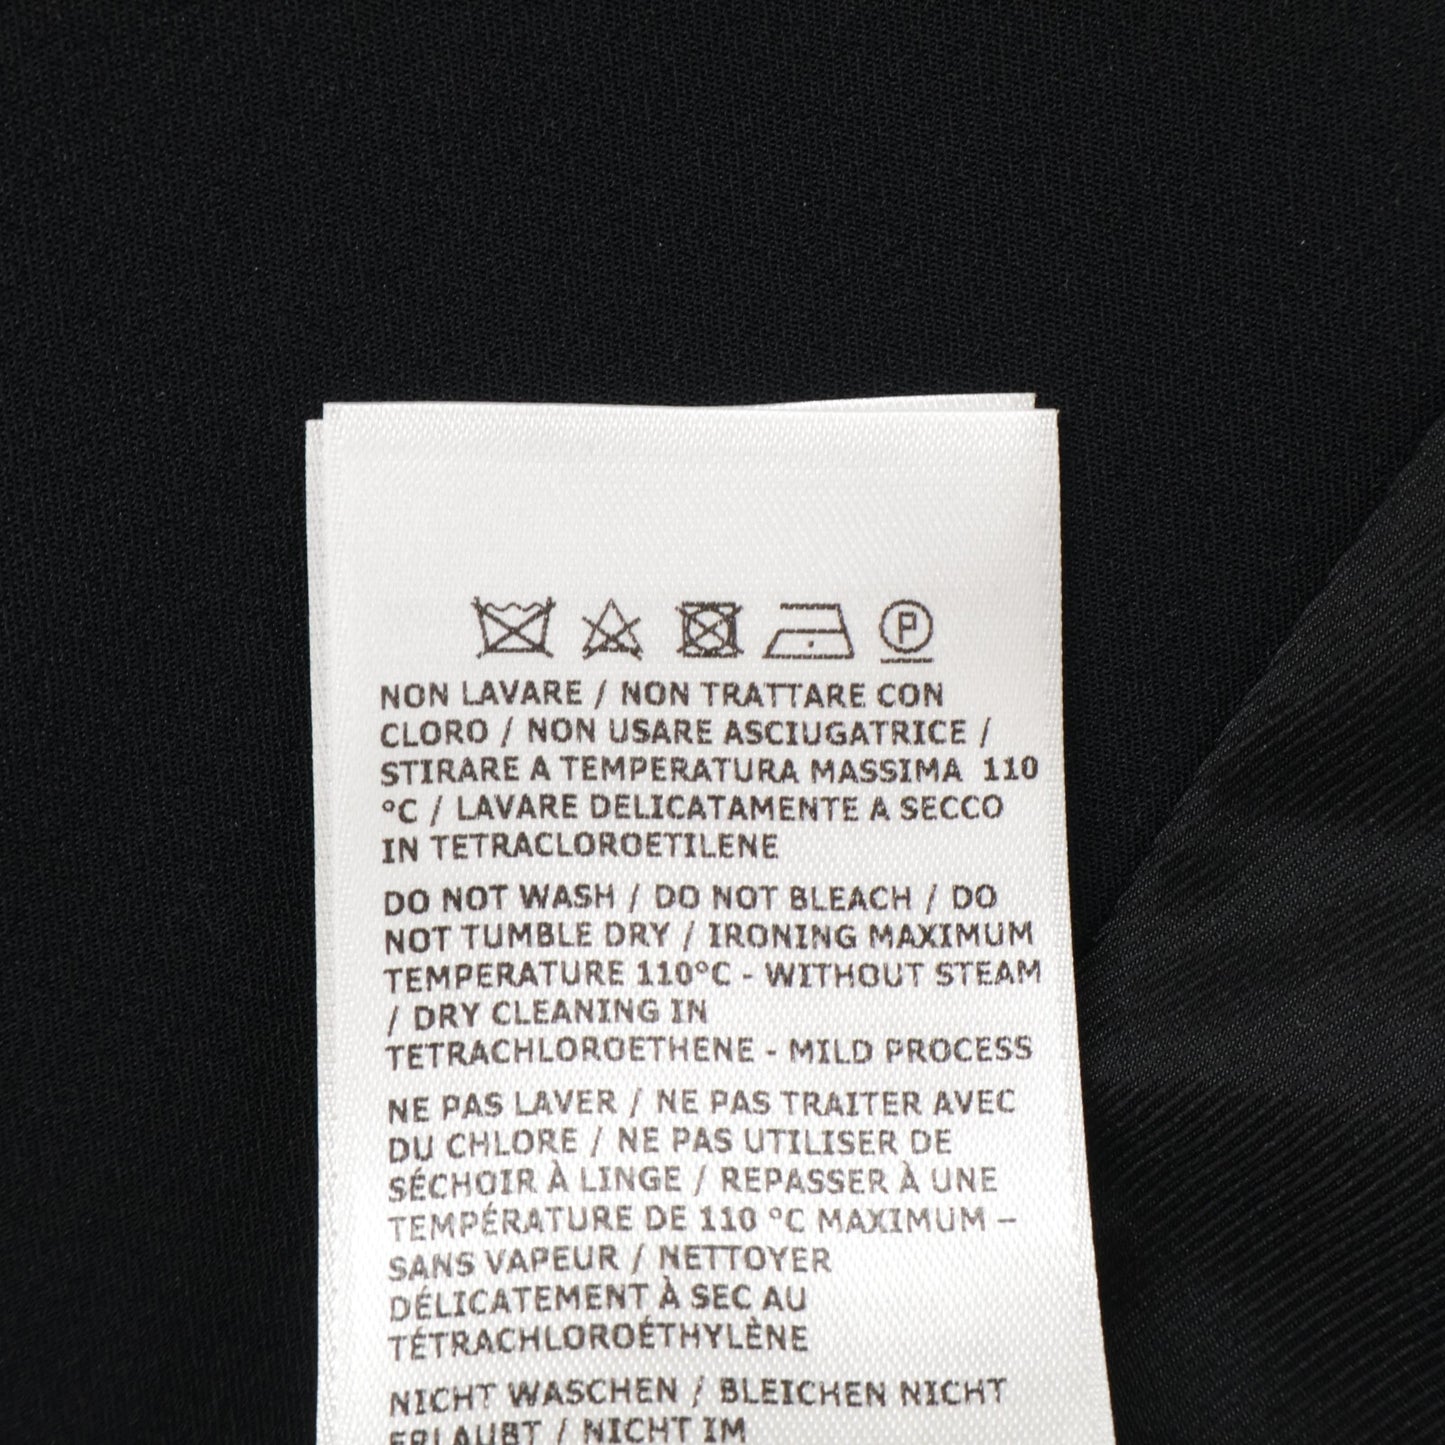 P
NON LAVARE / NON TRATTARE CON
CLORO / NON USARE ASCIUGATRICE /
STIRARE A TEMPERATURA MASSIMA 110
°C / LAVARE DELICATAMENTE A SECCO
IN TETRACLOROETILENE
DO NOT WASH / DO NOT BLEACH / DO
NOT TUMBLE DRY / IRONING MAXIMUM
TEMPERATURE 110°C - WITHOUT STEAM
/ DRY CLEANING IN
TETRACHLOROETHENE - MILD PROCESS
NE PAS LAVER / NE PAS TRAITER AVEC
DU CHLORE / NE PAS UTILISER DE
SÉCHOIR À LINGE / REPASSER À UNE
TEMPÉRATURE DE 110 °C MAXIMUM –
SANS VAPEUR / NETTOYER
DÉLICATEMENT À SEC AU
TÉTRACHLOROÉTHYLÈNE
NICHT WASCHEN / BLEICHEN NICHT
ERLAUBT / NICHT IM